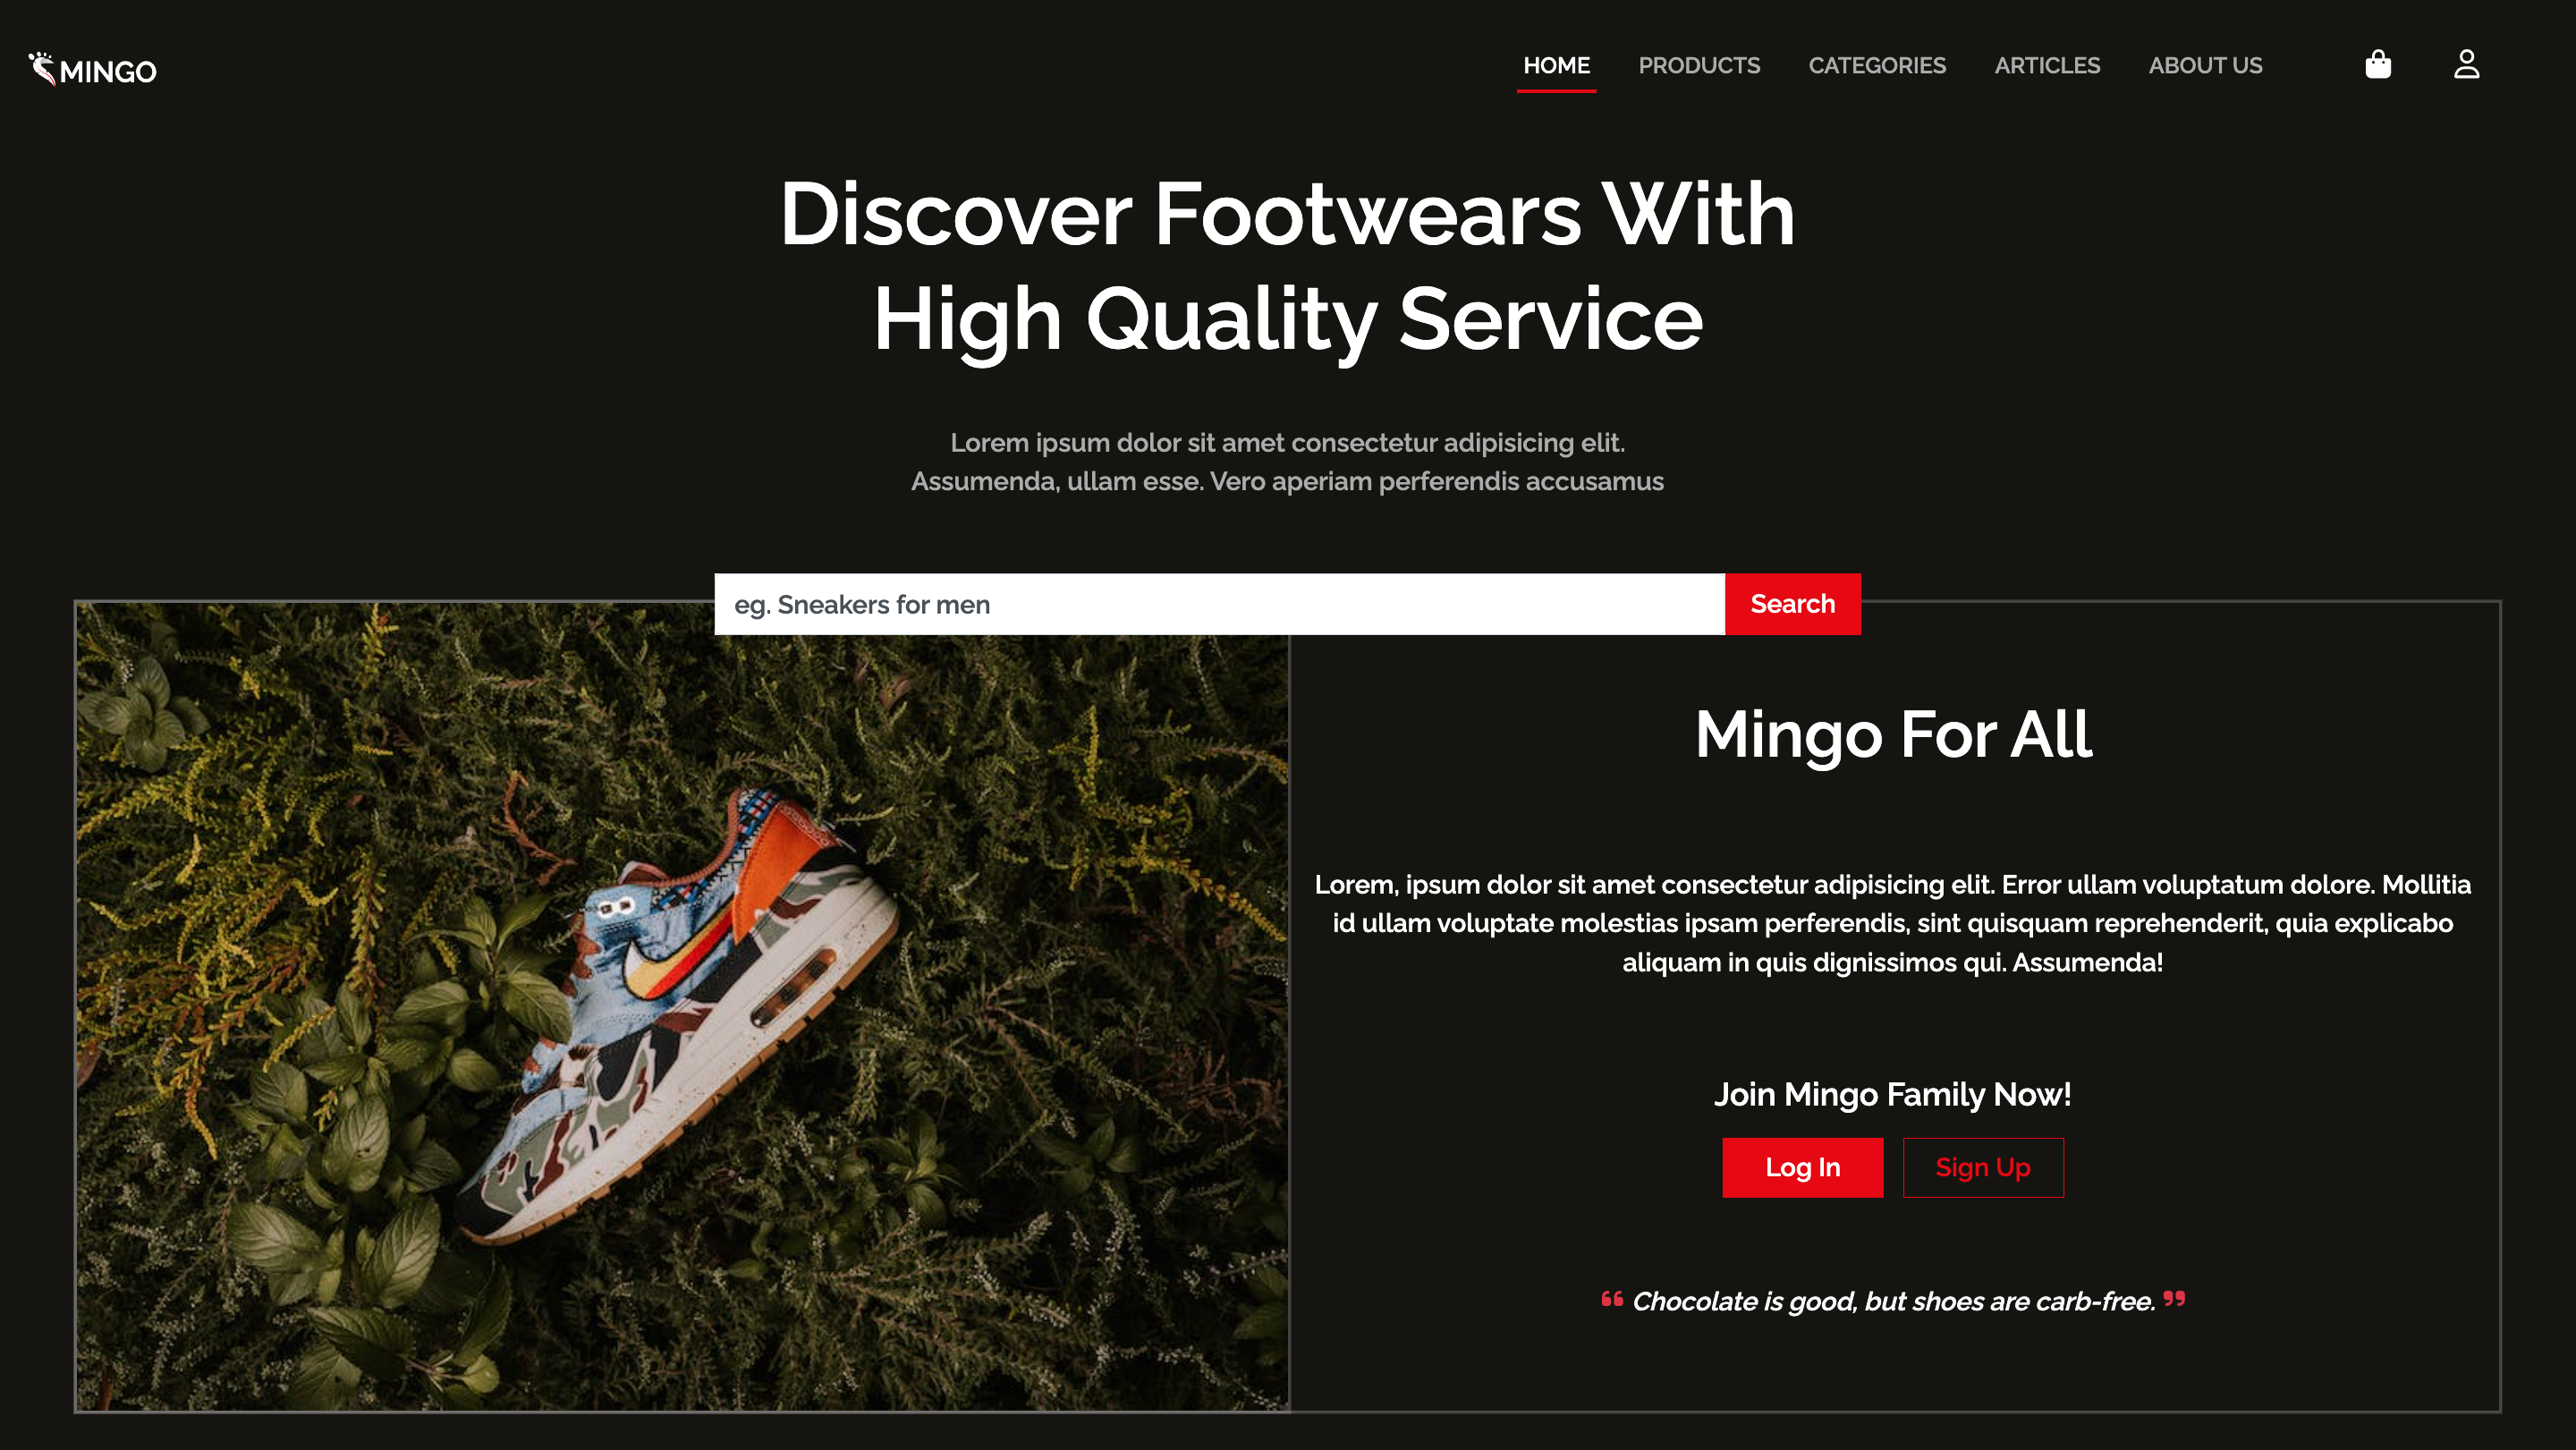 MINGO
HOME PRODUCTS CATEGORIES ARTICLES ABOUT US
Discover Footwears With
High Quality Service
Lorem ipsum dolor sit amet consectetur adipisicing elit.
Assumenda, ullam esse. Vero aperiam perferendis accusamus
eg. Sneakers for men Search
Mingo For All
Lorem, ipsum dolor sit amet consectetur adipisicing elit. Error ullam voluptatum dolore. Mollitia
id ullam voluptate molestias ipsam perferendis, sint quisquam reprehenderit, quia explicabo
aliquam in quis dignissimos qui. Assumenda!
Join Mingo Family Now!
Log In Sign Up
“ Chocolate is good, but shoes are carb-free. ”